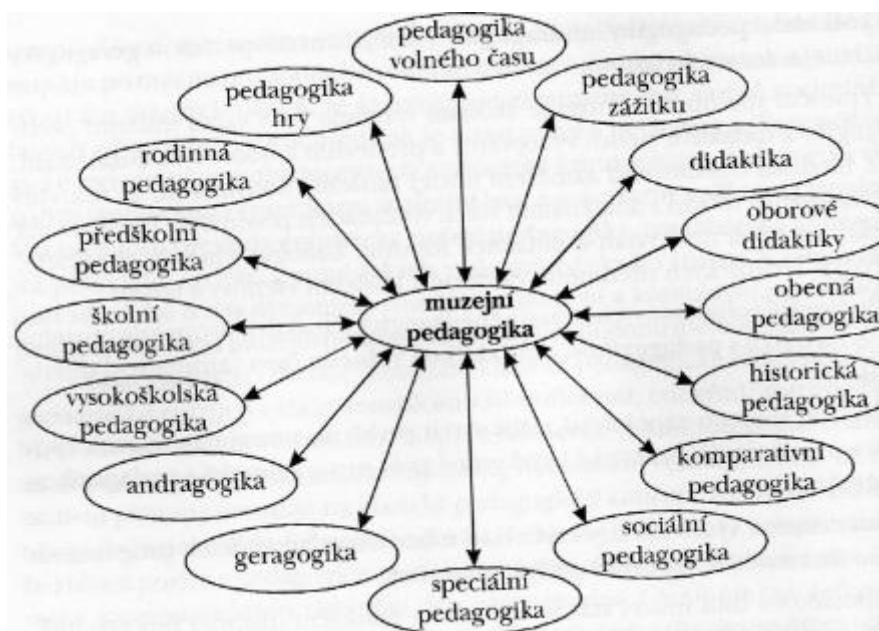 pedagogika
volného času
pedagogika
zážitku
didaktika
oborové
didaktiky
obecná
pedagogika
historická
pedagogika
komparativní
pedagogika
sociální
pedagogika
speciální
pedagogika
geragogika
andragogika
vysokoškolská
pedagogika
školní
pedagogika
předškolní
pedagogika
rodinná
pedagogika
pedagogika
hry
muzejní
pedagogika